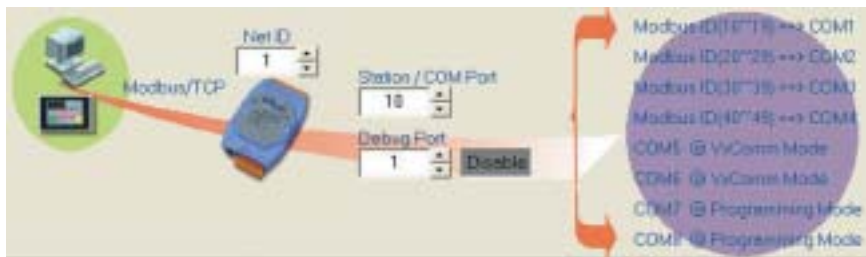 Net ID
1
Modbus/TCP
Station / COM Port
10
Debug Port
1
Disable
Modbus ID(10~19) ==> COM1
Modbus ID(20~29) ==> COM2
Modbus ID(30~39) ==> COM3
Modbus ID(40~49) ==> COM4
COM5 @ VxComm Mode
COM6 @ VxComm Mode
COM7 @ Programming Mode
COM8 @ Programming Mode